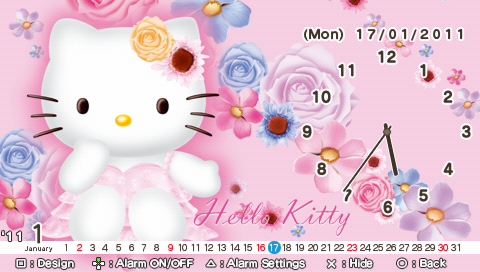 (Mon) 17/01/2011
12
11 1
10 2
9 3
8 4
7 5
6
Hello Kitty
'11 1
January 1 2 3 4 5 6 7 8 9 10 11 12 13 14 15 16 17 18 19 20 21 22 23 24 25 26 27 28 29 30 31
□ : Design ✜ : Alarm ON/OFF △ : Alarm Settings ✕ : Hide ○ : Back